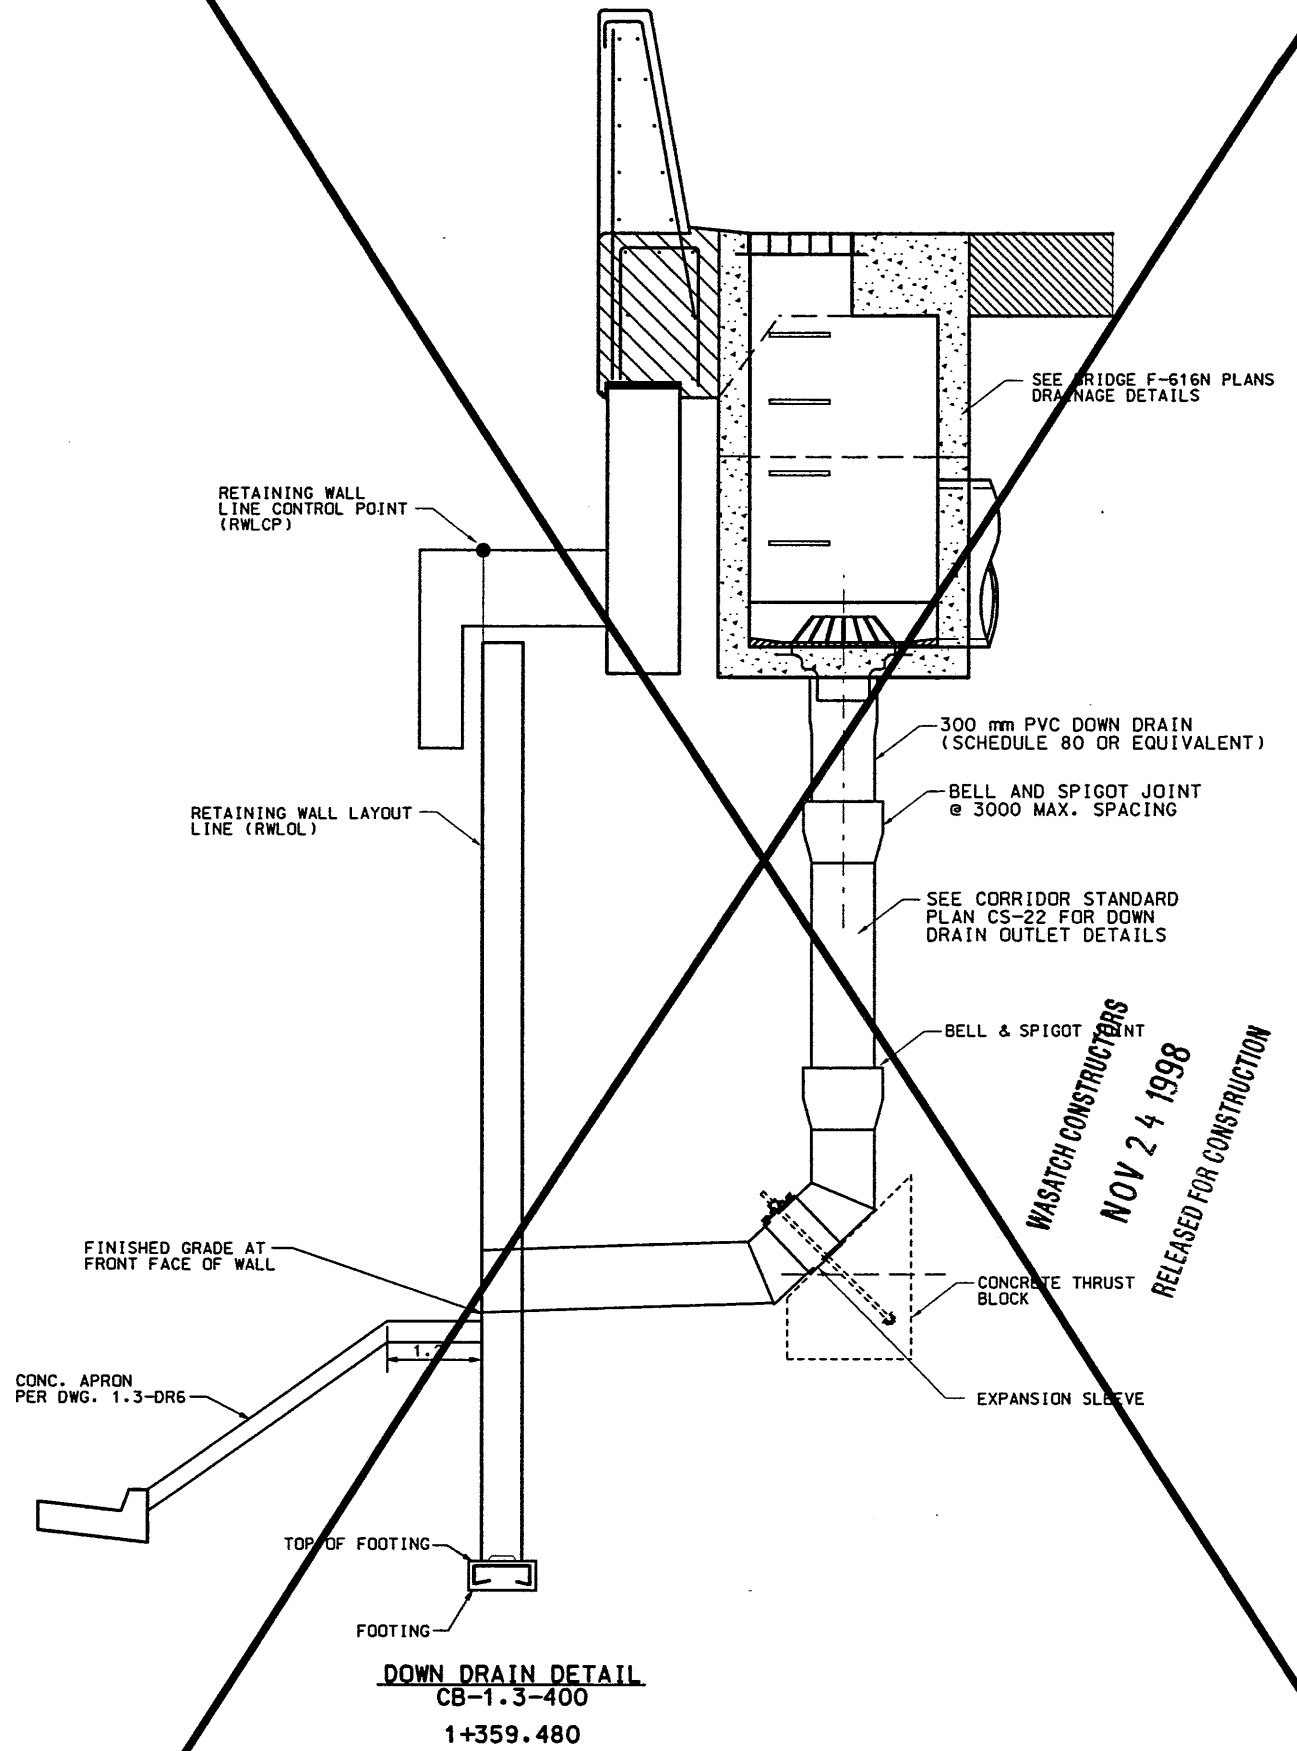 SEE BRIDGE F-616N PLANS
DRAINAGE DETAILS
RETAINING WALL
LINE CONTROL POINT
(RWLCP)
300 mm PVC DOWN DRAIN
(SCHEDULE 80 OR EQUIVALENT)
BELL AND SPIGOT JOINT
@ 3000 MAX. SPACING
RETAINING WALL LAYOUT
LINE (RWLOL)
SEE CORRIDOR STANDARD
PLAN CS-22 FOR DOWN
DRAIN OUTLET DETAILS
BELL & SPIGOT JOINT
WASATCH CONSTRUCTORS
NOV 24 1998
RELEASED FOR CONSTRUCTION
FINISHED GRADE AT
FRONT FACE OF WALL
CONCRETE THRUST
BLOCK
CONC. APRON
PER DWG. 1.3-DR6
EXPANSION SLEEVE
TOP OF FOOTING
FOOTING
DOWN DRAIN DETAIL
CB-1.3-400
1+359.480